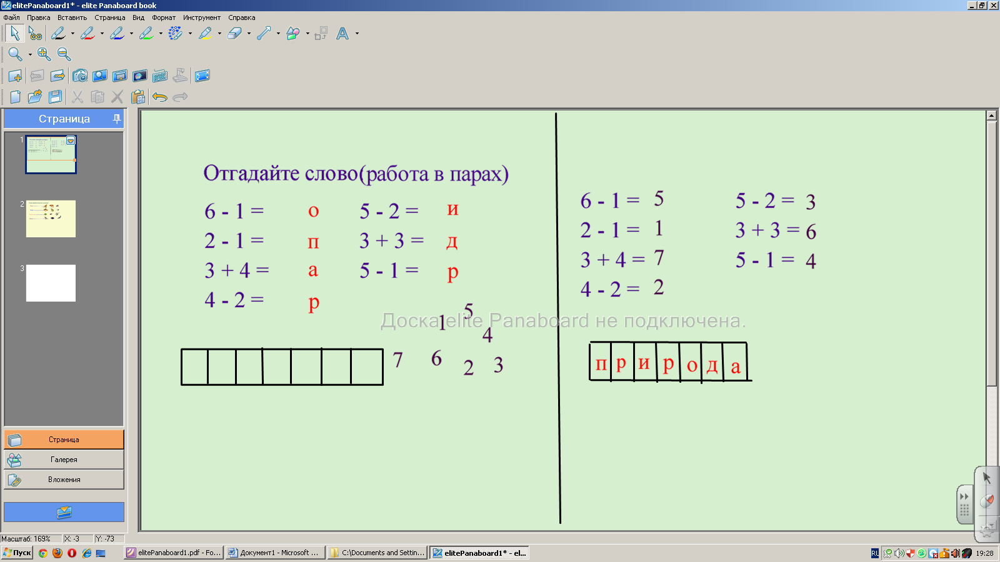 elitePanaboard1* - elite Panaboard book
Файл Правка Вставить Страница Вид Формат Инструмент Справка
Страница
1
2
3
Страница
Галерея
Вложения
Отгадайте слово(работа в парах)
6 - 1 = о 5 - 2 = и
2 - 1 = п 3 + 3 = д
3 + 4 = а 5 - 1 = р
4 - 2 = р
1 5 4
7 6 2 3
6 - 1 = 5 5 - 2 = 3
2 - 1 = 1 3 + 3 = 6
3 + 4 = 7 5 - 1 = 4
4 - 2 = 2
Доска elite Panaboard не подключена.
природа
Масштаб: 169% X: -3 Y: -73
Пуск elitePanaboard1.pdf - Fo... Документ1 - Microsoft ... C:\Documents and Settin... elitePanaboard1* - el... RU 19:28